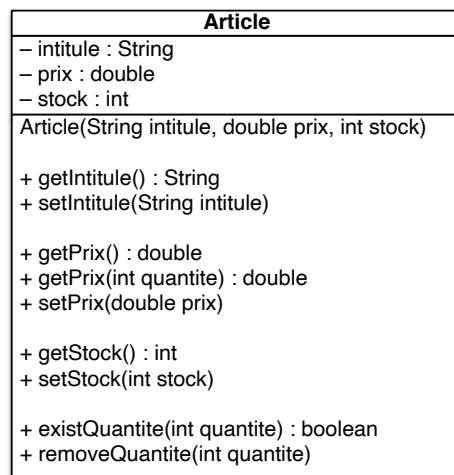 Article
– intitule : String
– prix : double
– stock : int
Article(String intitule, double prix, int stock)
+ getIntitule() : String
+ setIntitule(String intitule)
+ getPrix() : double
+ getPrix(int quantite) : double
+ setPrix(double prix)
+ getStock() : int
+ setStock(int stock)
+ existQuantite(int quantite) : boolean
+ removeQuantite(int quantite)